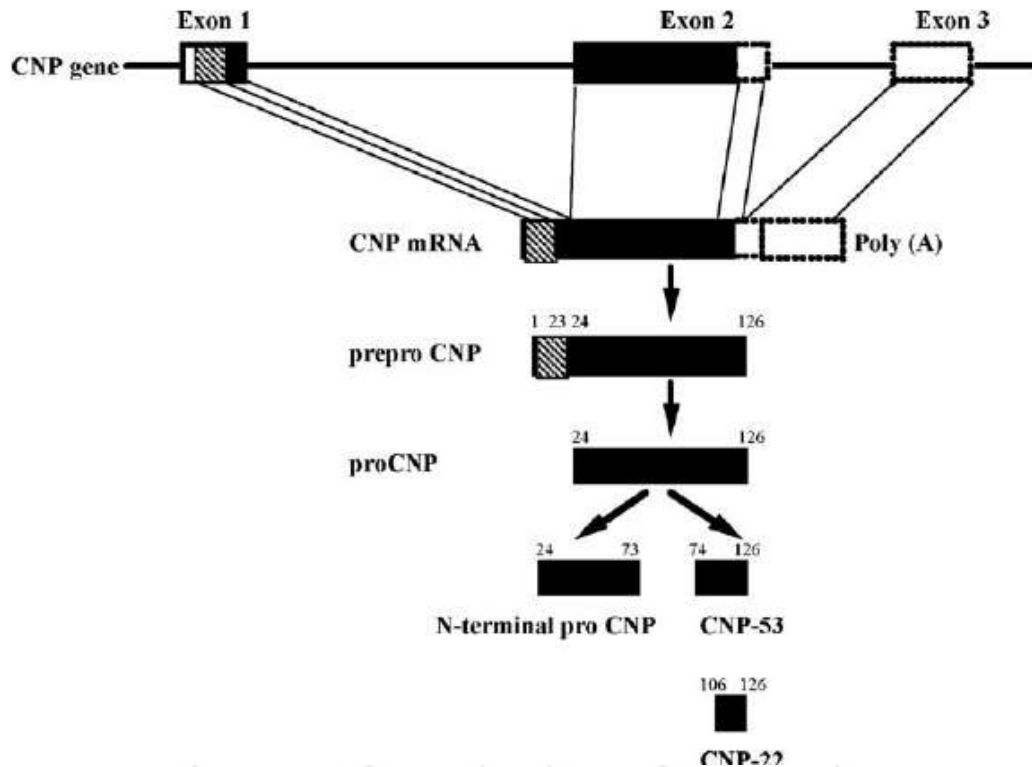 Exon 1 Exon 2 Exon 3
CNP gene
CNP mRNA Poly (A)
1 23 24 126
prepro CNP
24 126
proCNP
24 73 74 126
N-terminal pro CNP CNP-53
106 126
CNP-22